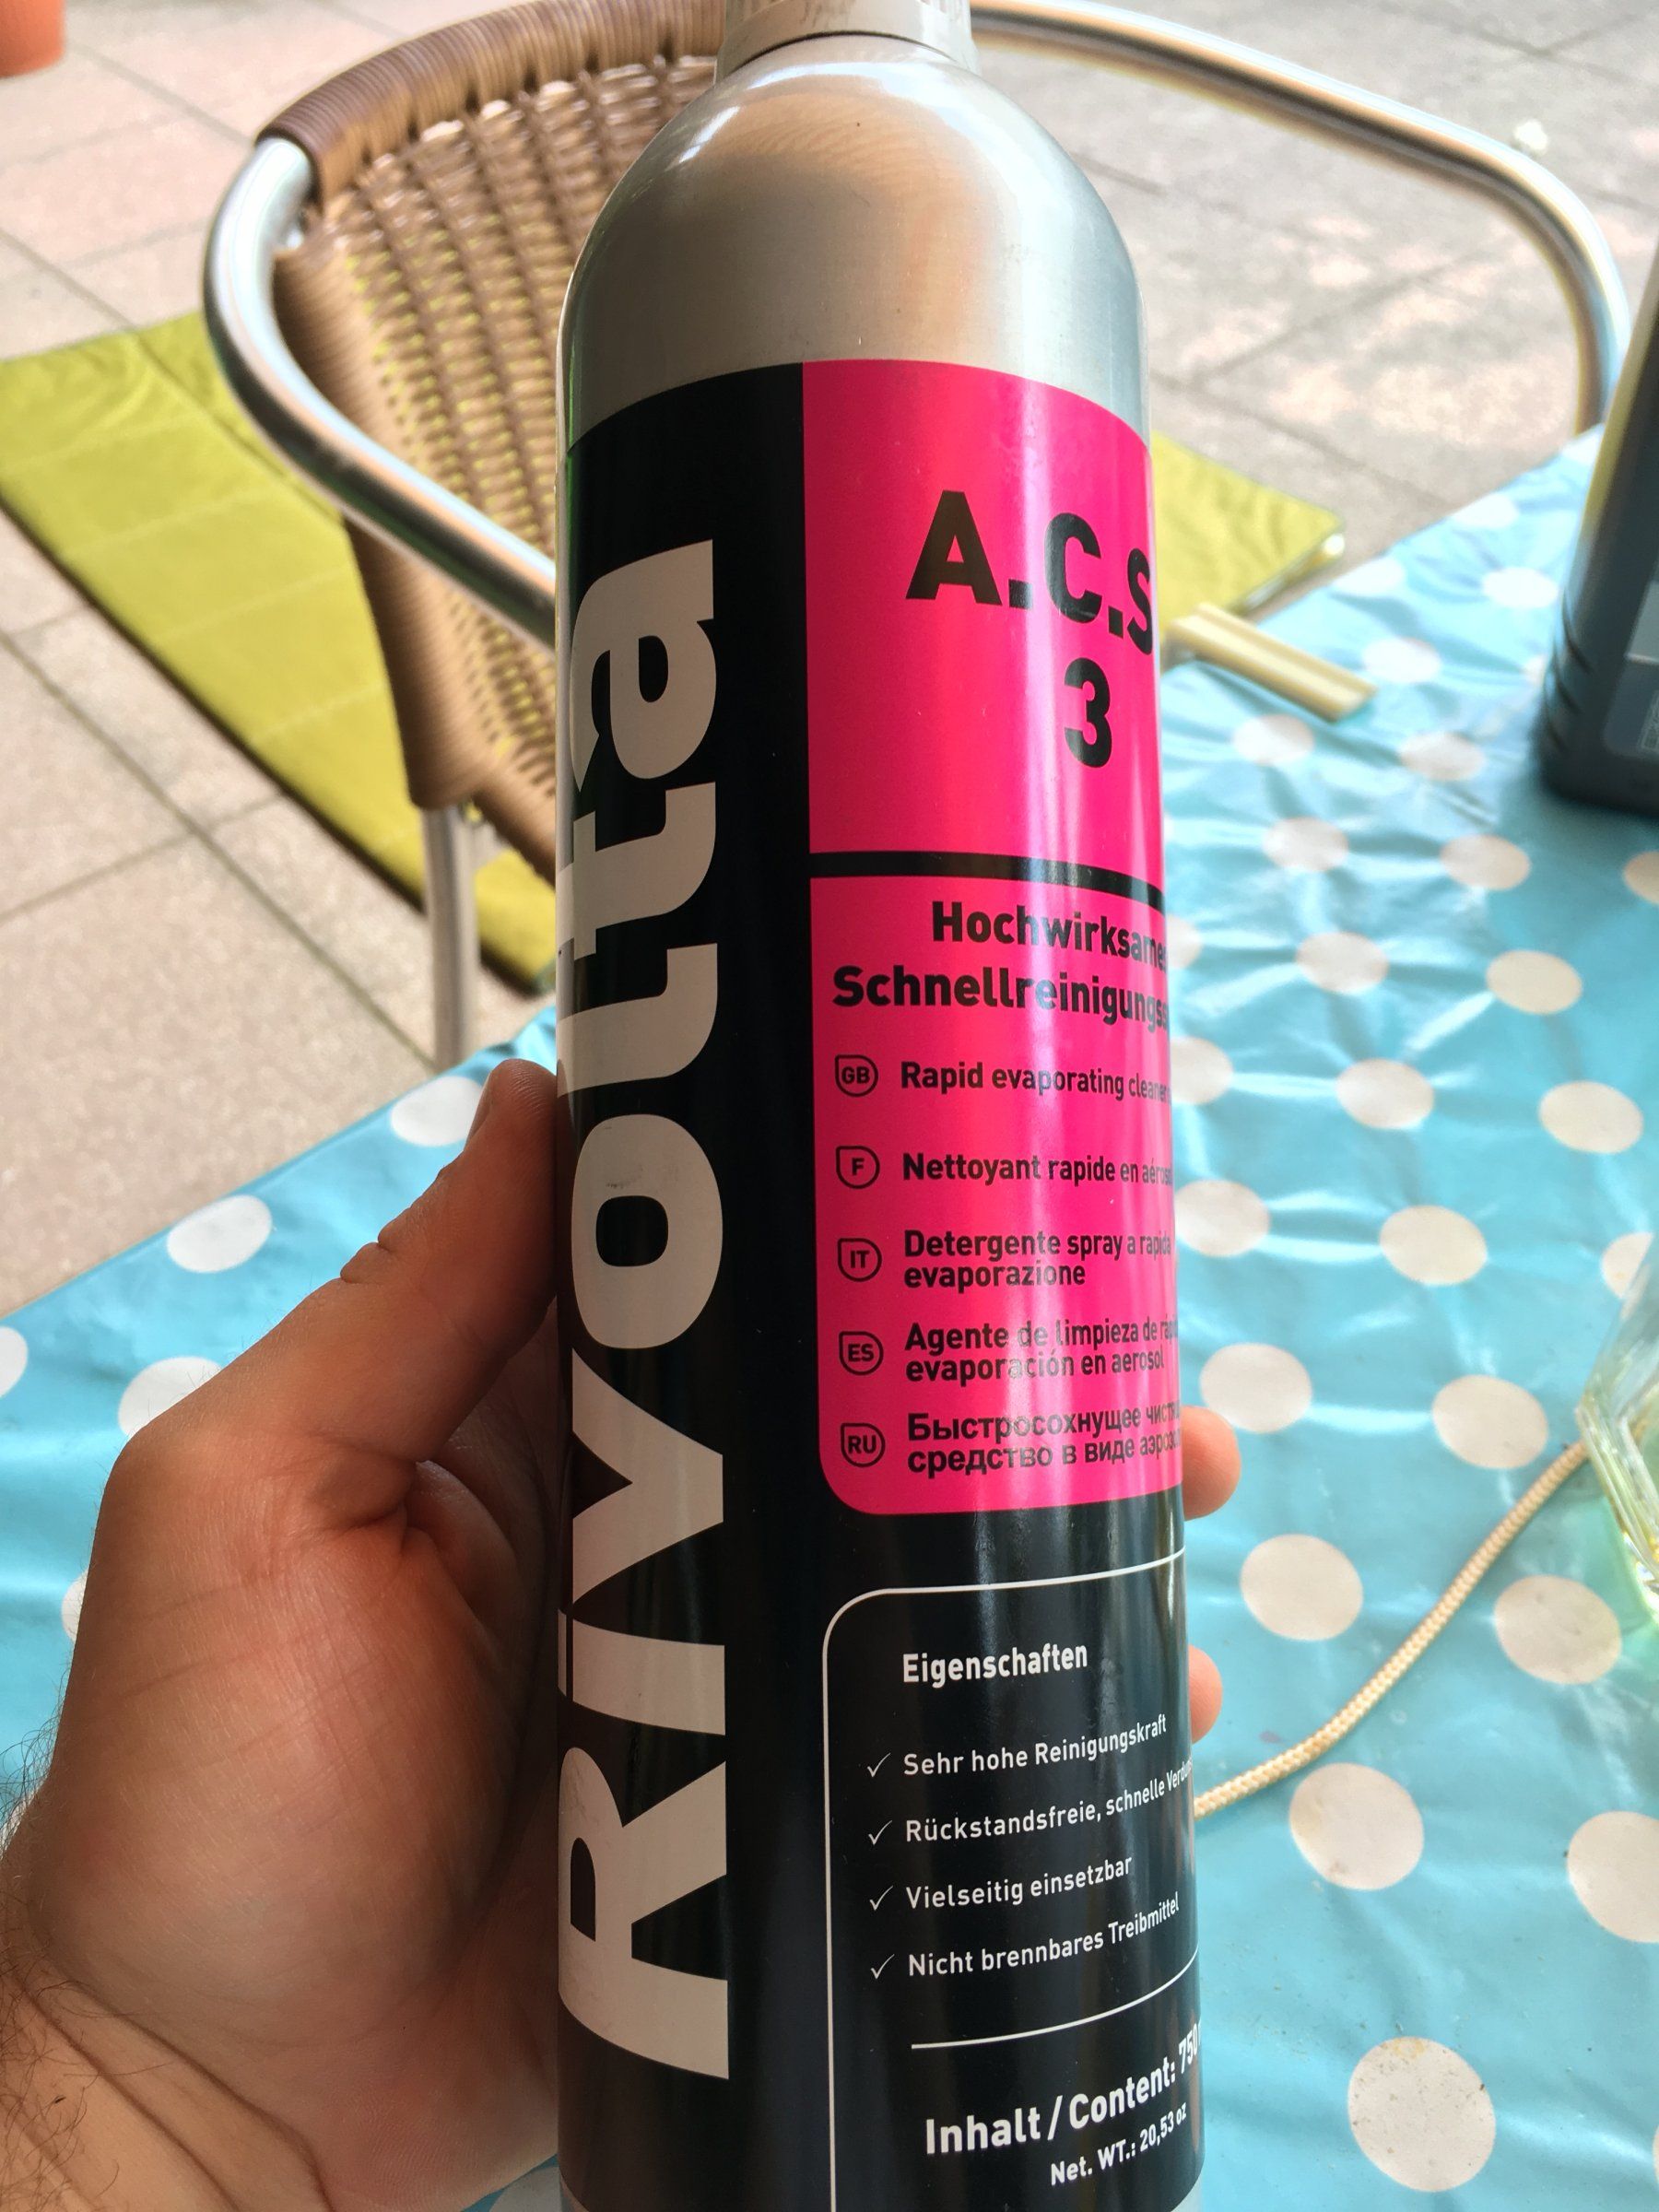 Rivolta
A.C.S
3
Hochwirksames
GB Rapid evaporating
F Nettoyant rapide en
IT Detergente spray a rapida
evaporazione
ES Agente de limpieza de
evaporación en aerosol
RU Быстросохнущее
средство в виде
Eigenschaften
✓ Sehr hohe Reinigungskraft
✓ Rückstandsfreie, schnelle
✓ Vielseitig einsetzbar
✓ Nicht brennbares Treibmittel
Inhalt / Content: 750
Net. WT.: 20,53 oz